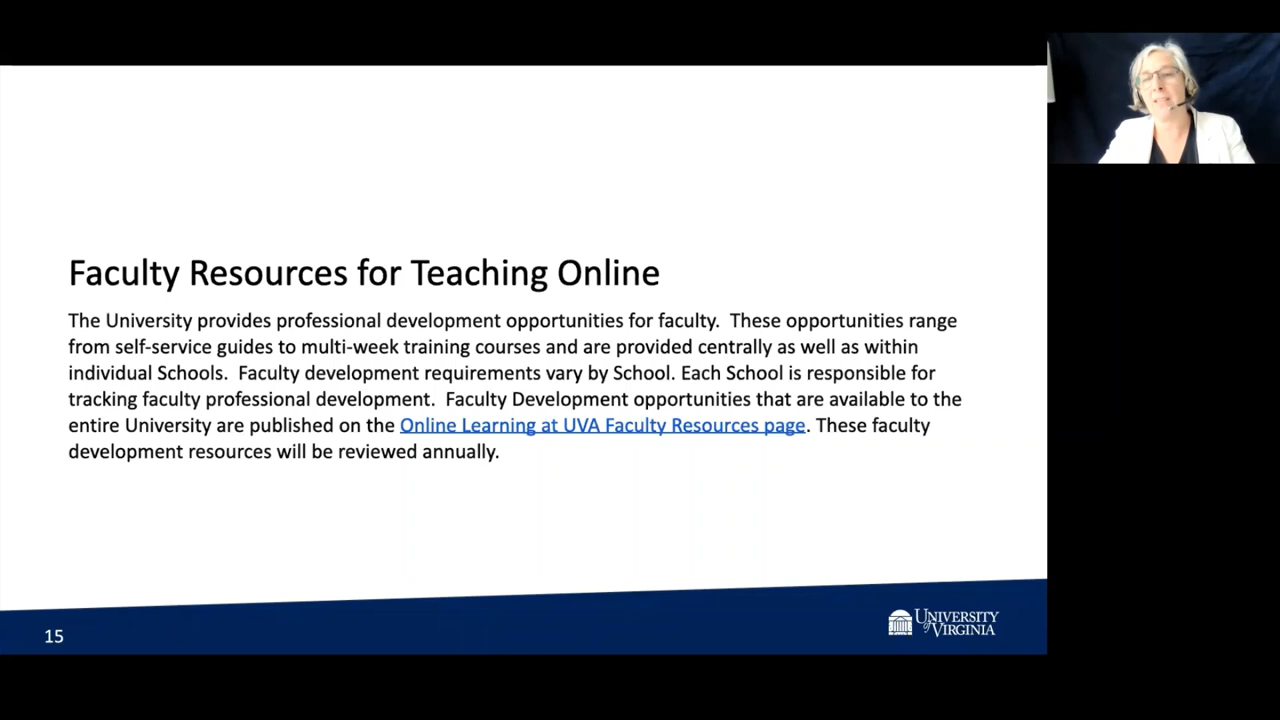 Faculty Resources for Teaching Online
The University provides professional development opportunities for faculty.  These opportunities range
from self-service guides to multi-week training courses and are provided centrally as well as within
individual Schools.  Faculty development requirements vary by School. Each School is responsible for
tracking faculty professional development.  Faculty Development opportunities that are available to the
entire University are published on the Online Learning at UVA Faculty Resources page. These faculty
development resources will be reviewed annually.
15
UNIVERSITY
of VIRGINIA